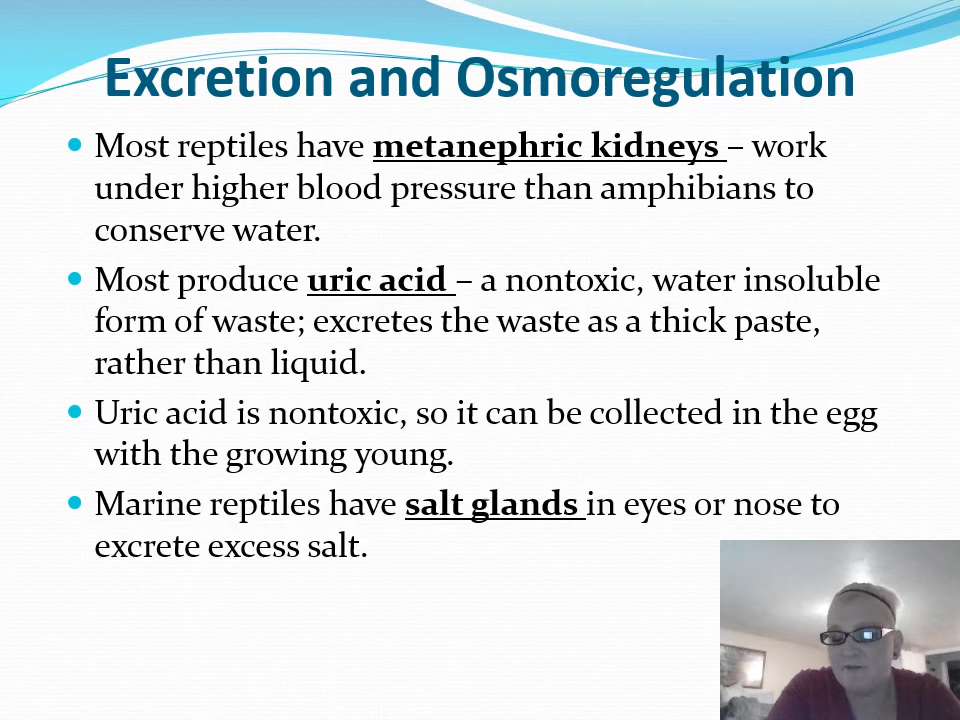 Excretion and Osmoregulation
Most reptiles have metanephric kidneys – work
under higher blood pressure than amphibians to
conserve water.
Most produce uric acid – a nontoxic, water insoluble
form of waste; excretes the waste as a thick paste,
rather than liquid.
Uric acid is nontoxic, so it can be collected in the egg
with the growing young.
Marine reptiles have salt glands in eyes or nose to
excrete excess salt.